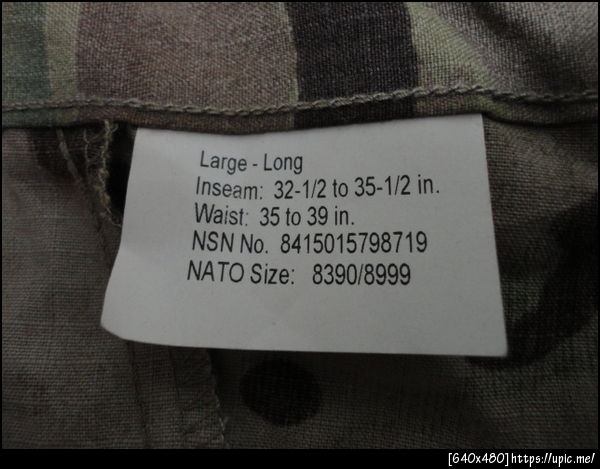 Large - Long
Inseam: 32-1/2 to 35-1/2 in.
Waist: 35 to 39 in.
NSN No. 8415015798719
NATO Size: 8390/8999
[640x480]https://upic.me/